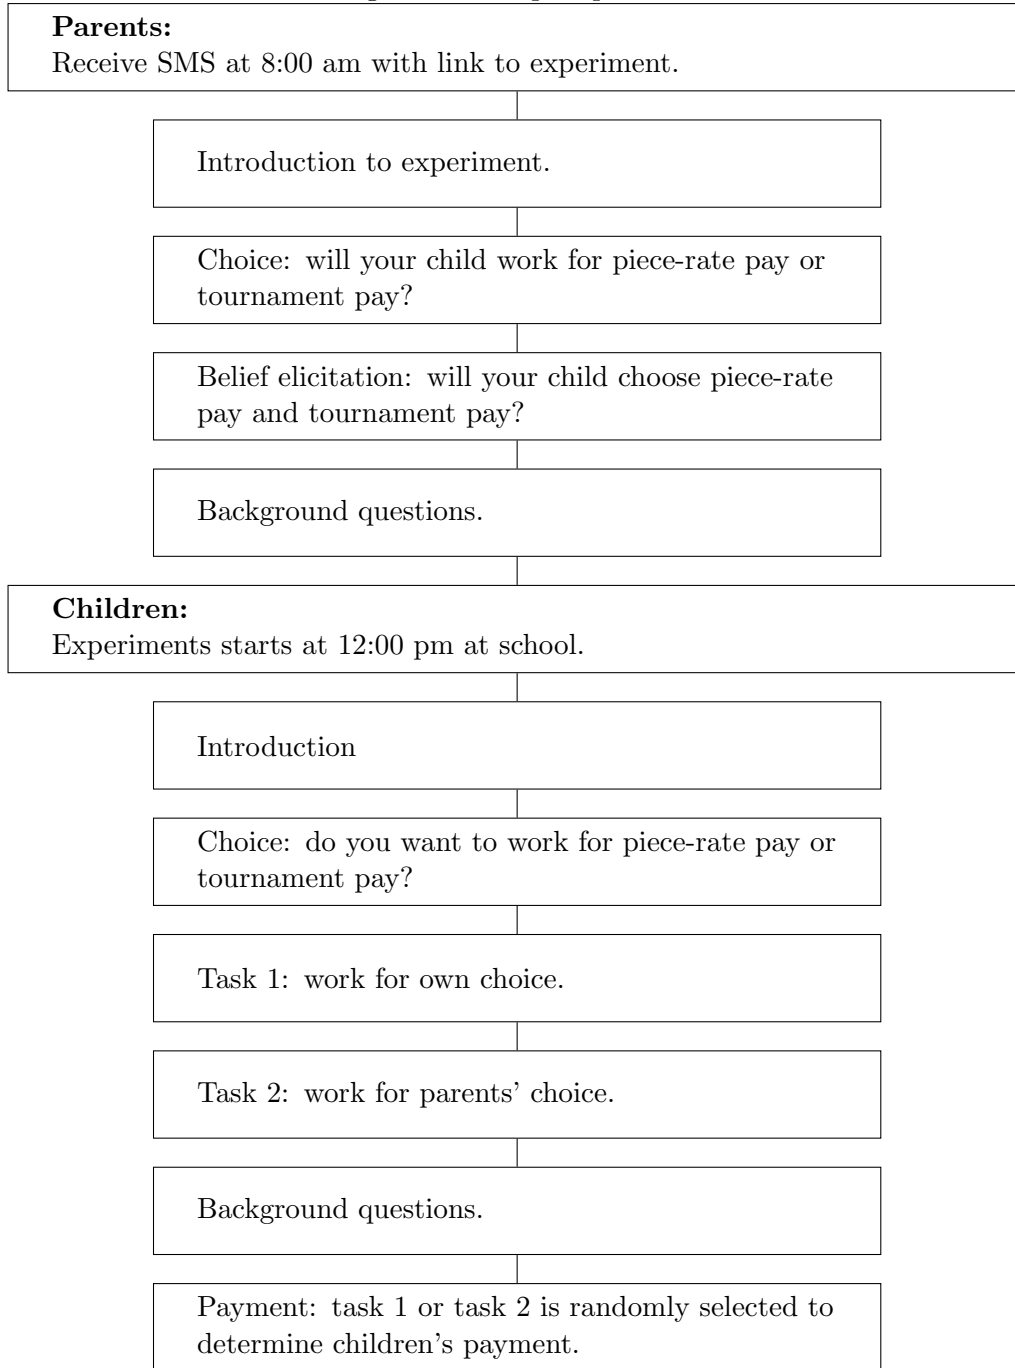 Parents:
Receive SMS at 8:00 am with link to experiment.
Introduction to experiment.
Choice: will your child work for piece-rate pay or
tournament pay?
Belief elicitation: will your child choose piece-rate
pay and tournament pay?
Background questions.
Children:
Experiments starts at 12:00 pm at school.
Introduction
Choice: do you want to work for piece-rate pay or
tournament pay?
Task 1: work for own choice.
Task 2: work for parents' choice.
Background questions.
Payment: task 1 or task 2 is randomly selected to
determine children's payment.